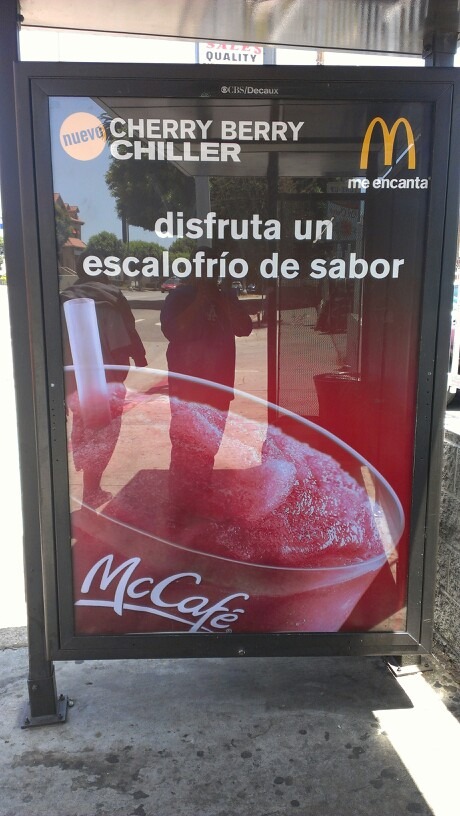 SALES
QUALITY
CBS/Decaux
nuevo
CHERRY BERRY
CHILLER
me encanta
disfruta un
escalofrío de sabor
McCafé®